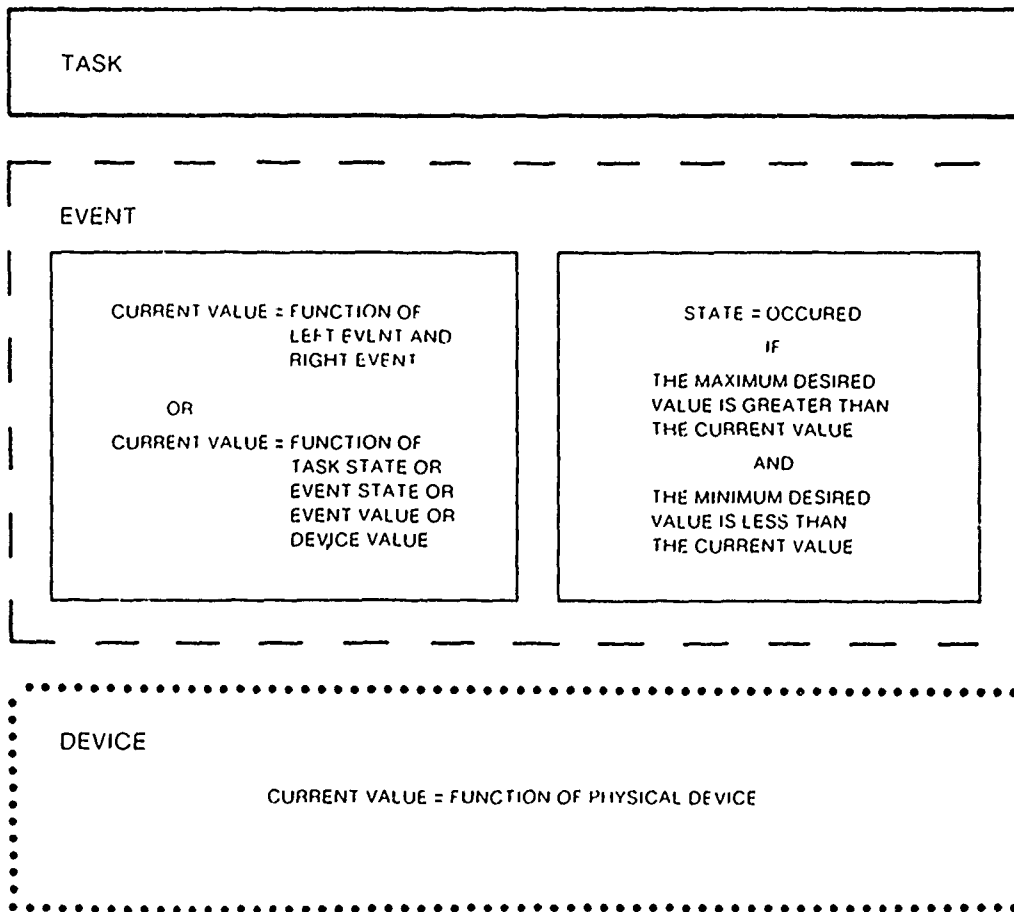 TASK
EVENT
CURRENT VALUE = FUNCTION OF
LEFT EVENT AND
RIGHT EVENT
OR
CURRENT VALUE = FUNCTION OF
TASK STATE OR
EVENT STATE OR
EVENT VALUE OR
DEVICE VALUE
STATE = OCCURED
IF
THE MAXIMUM DESIRED
VALUE IS GREATER THAN
THE CURRENT VALUE
AND
THE MINIMUM DESIRED
VALUE IS LESS THAN
THE CURRENT VALUE
DEVICE
CURRENT VALUE = FUNCTION OF PHYSICAL DEVICE